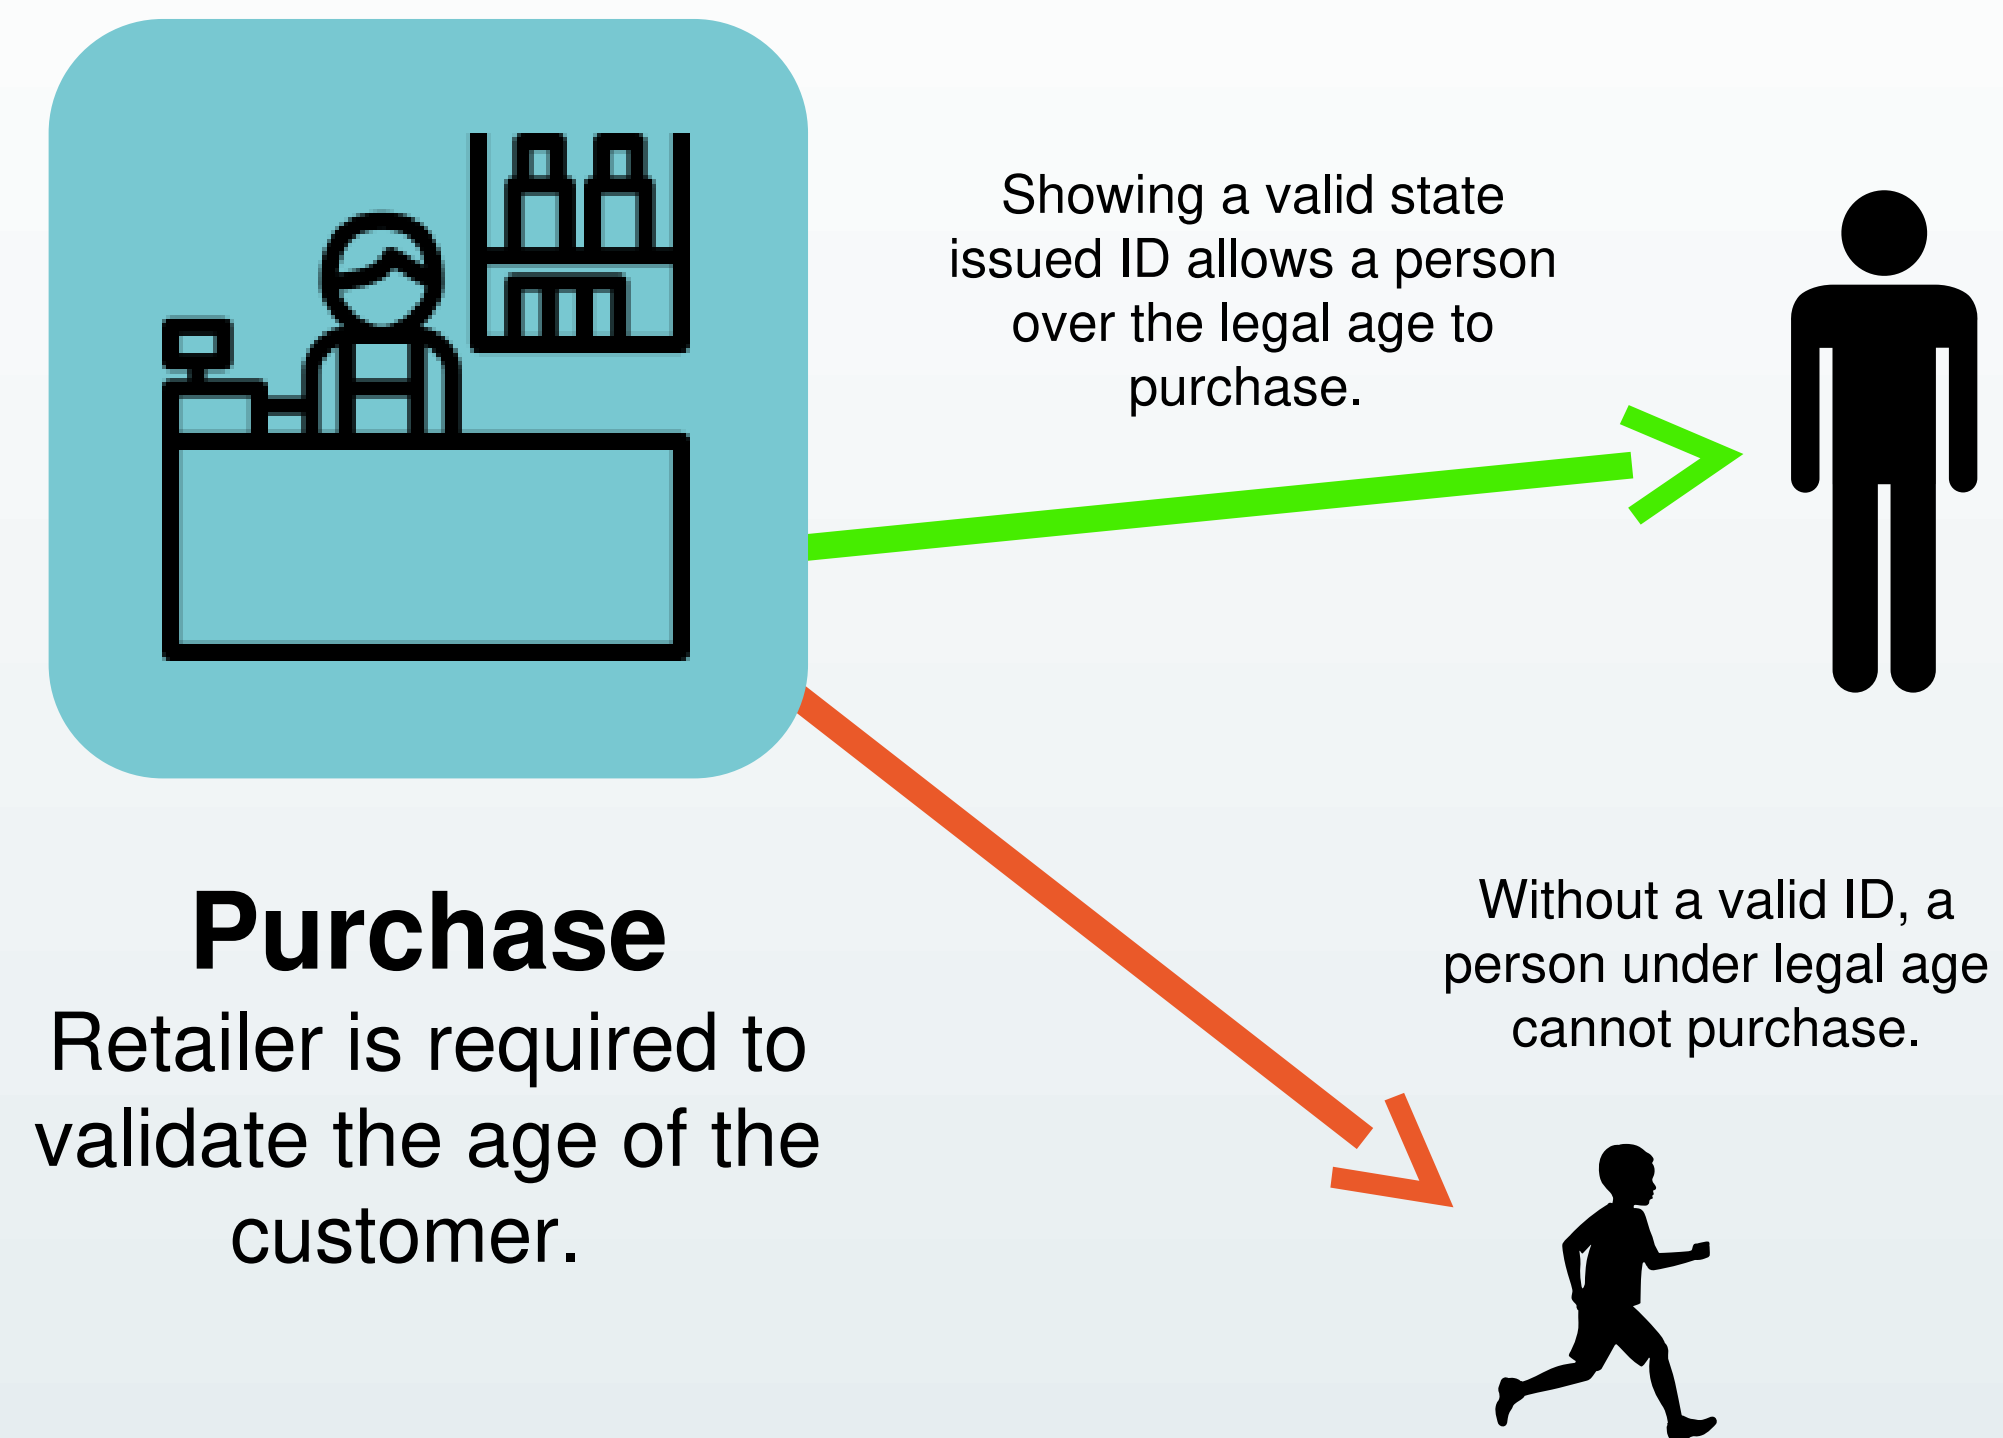 Showing a valid state
issued ID allows a person
over the legal age to
purchase.
Purchase
Retailer is required to
validate the age of the
customer.
Without a valid ID, a
person under legal age
cannot purchase.